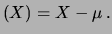 (X) = X − μ .